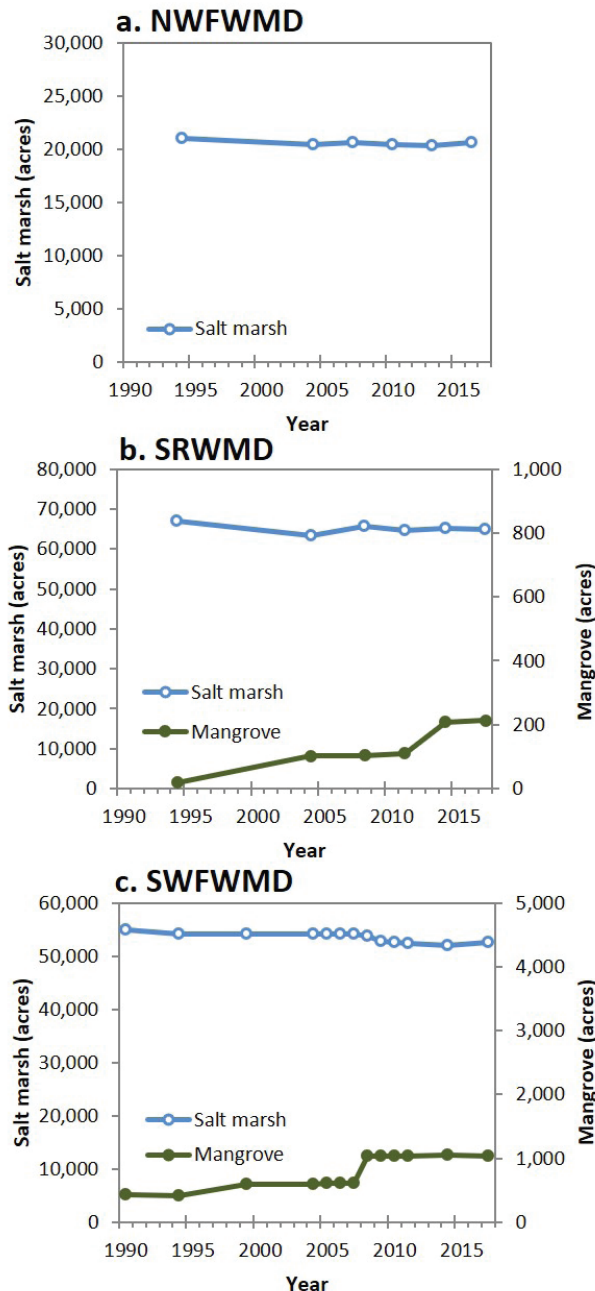 a. NWFWMD
30,000
25,000
20,000
15,000
10,000
5,000
0
Salt marsh (acres)
Salt marsh
1990 1995 2000 2005 2010 2015
Year
b. SRWMD
80,000
70,000
60,000
50,000
40,000
30,000
20,000
10,000
0
Salt marsh (acres)
1,000
800
600
400
200
0
Mangrove (acres)
Salt marsh
Mangrove
1990 1995 2000 2005 2010 2015
Year
c. SWFWMD
60,000
50,000
40,000
30,000
20,000
10,000
0
Salt marsh (acres)
5,000
4,000
3,000
2,000
1,000
0
Mangrove (acres)
Salt marsh
Mangrove
1990 1995 2000 2005 2010 2015
Year